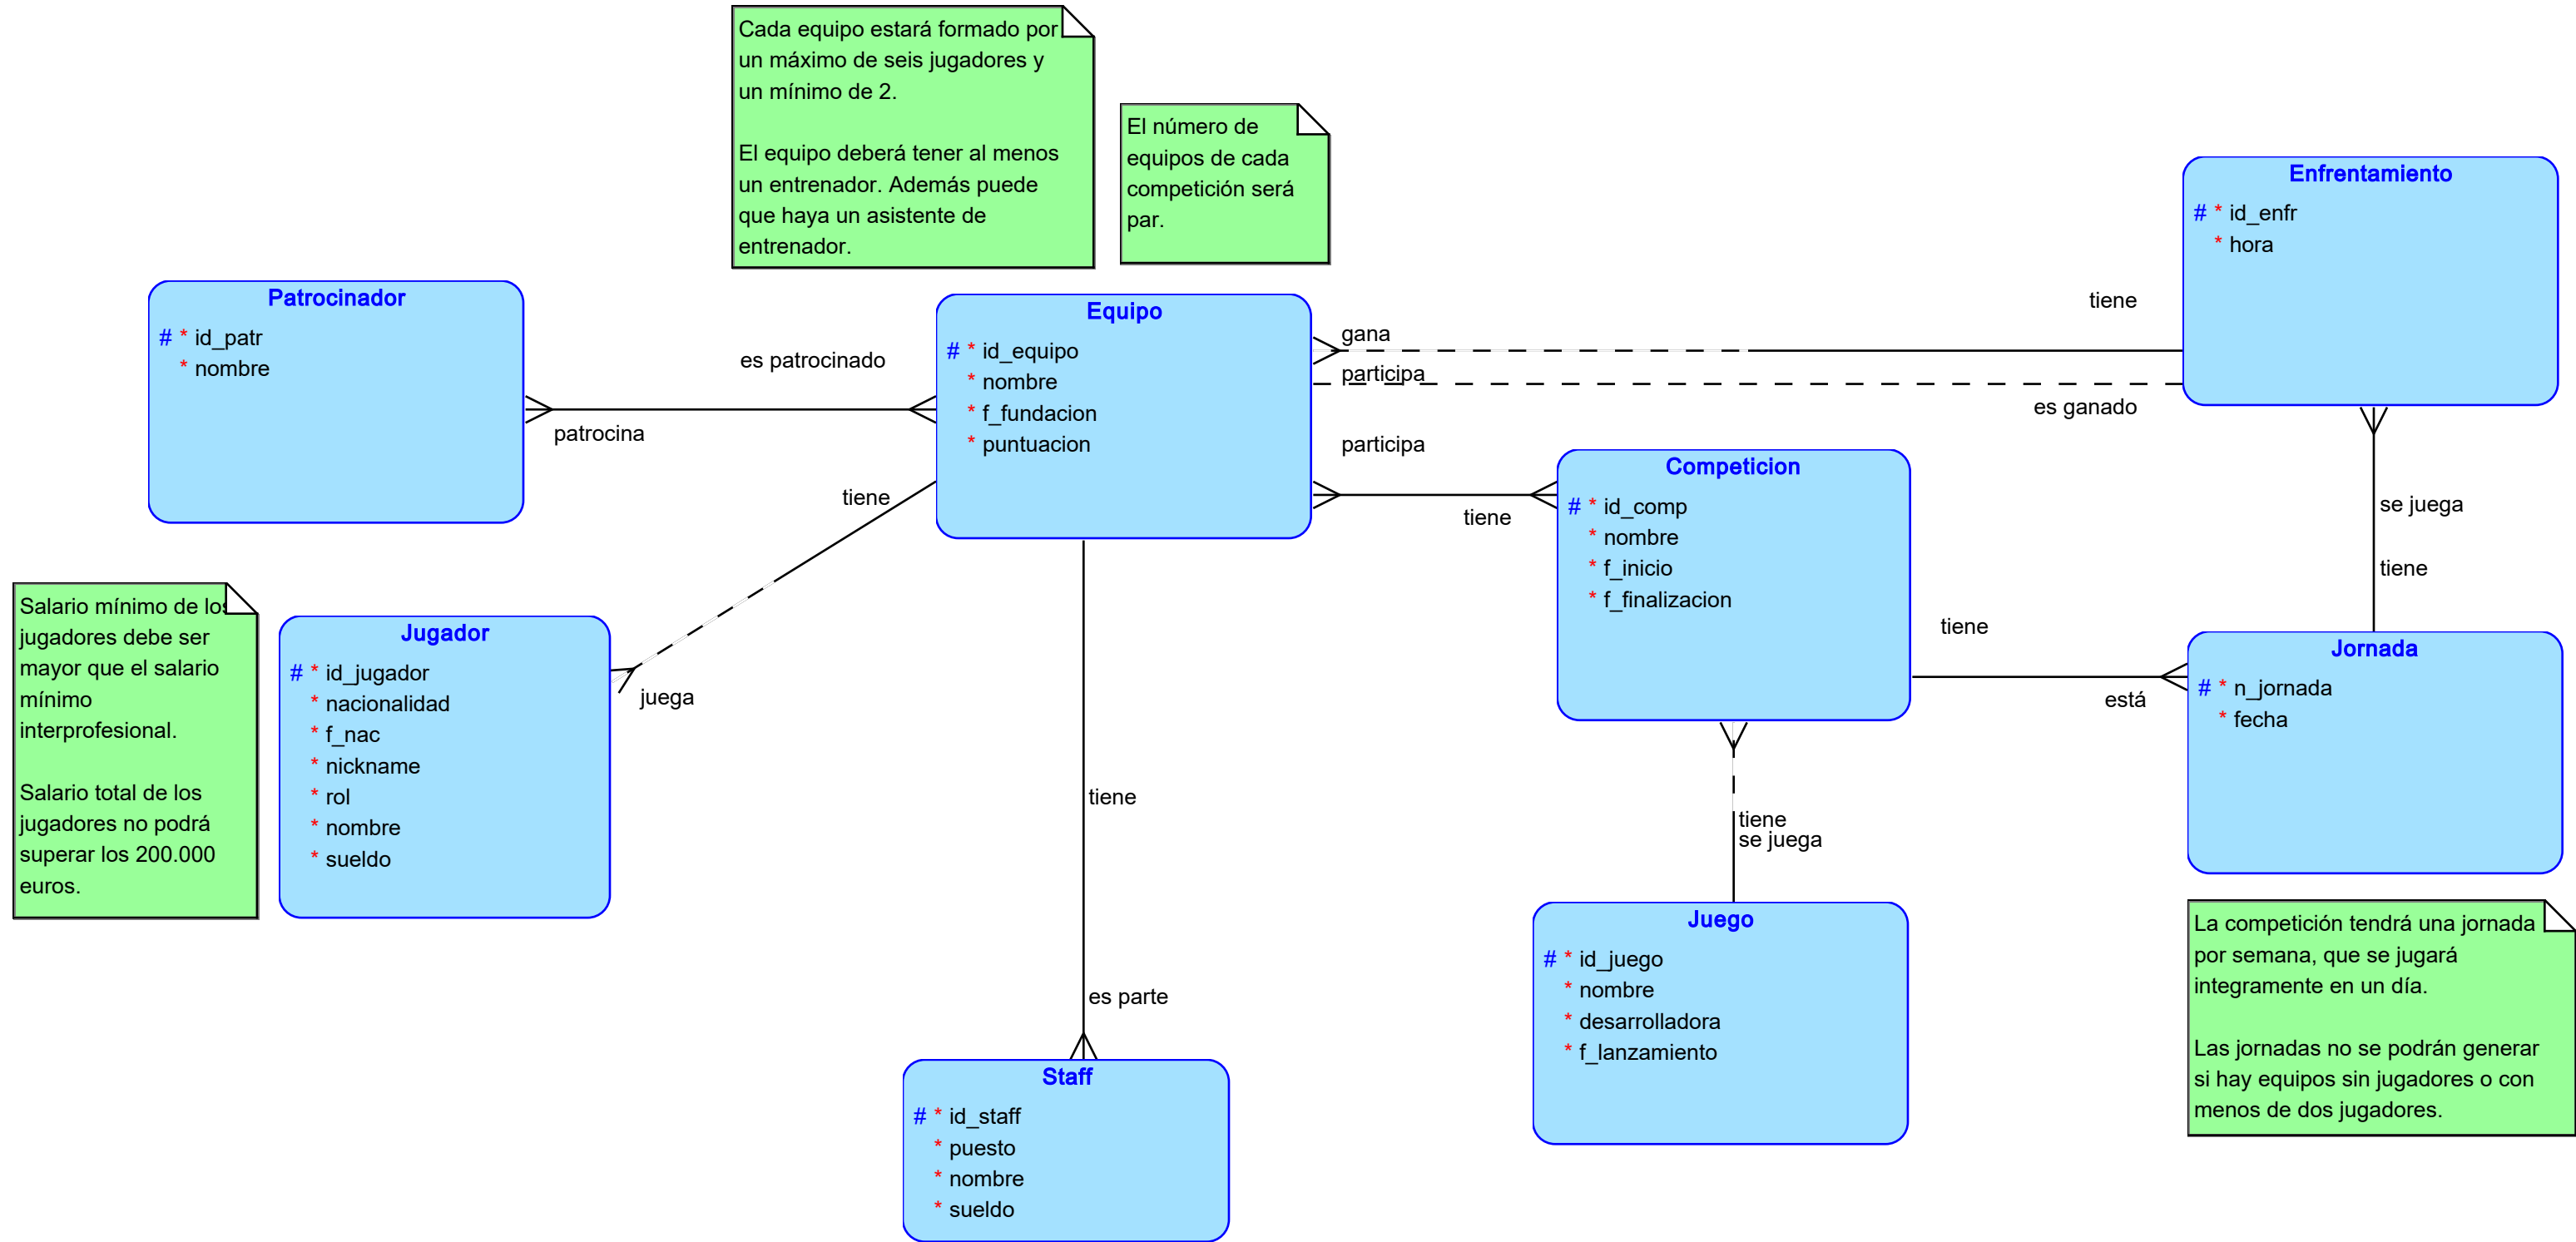 Cada equipo estará formado por
un máximo de seis jugadores y
un mínimo de 2.
El equipo deberá tener al menos
un entrenador. Además puede
que haya un asistente de
entrenador.
El número de
equipos de cada
competición será
par.
Enfrentamiento
# * id_enfr
* hora
Patrocinador
# * id_patr
* nombre
es patrocinado
patrocina
Equipo
# * id_equipo
* nombre
* f_fundacion
* puntuacion
gana
participa
tiene
es ganado
participa
tiene
Competicion
# * id_comp
* nombre
* f_inicio
* f_finalizacion
se juega
tiene
tiene
está
Jornada
# * n_jornada
* fecha
tiene
juega
Salario mínimo de los
jugadores debe ser
mayor que el salario
mínimo
interprofesional.
Salario total de los
jugadores no podrá
superar los 200.000
euros.
Jugador
# * id_jugador
* nacionalidad
* f_nac
* nickname
* rol
* nombre
* sueldo
tiene
es parte
tiene
se juega
Juego
# * id_juego
* nombre
* desarrolladora
* f_lanzamiento
La competición tendrá una jornada
por semana, que se jugará
integramente en un día.
Las jornadas no se podrán generar
si hay equipos sin jugadores o con
menos de dos jugadores.
Staff
# * id_staff
* puesto
* nombre
* sueldo